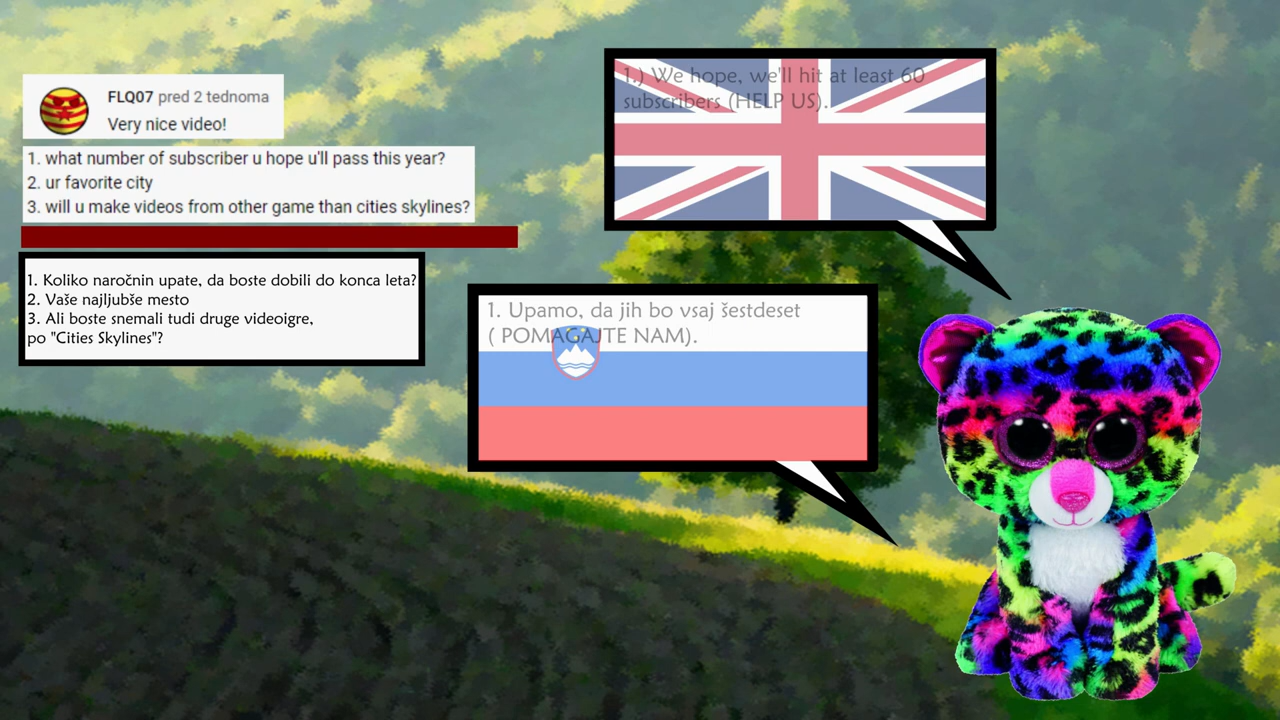 FLQ07 pred 2 tednoma
Very nice video!
1. what number of subscriber u hope u'll pass this year?
2. ur favorite city
3. will u make videos from other game than cities skylines?
1. Koliko naročnin upate, da boste dobili do konca leta?
2. Vaše najljubše mesto
3. Ali boste snemali tudi druge videoigre,
po "Cities Skylines"?
1.) We hope, we'll hit at least 60
subscribers (HELP US).
1. Upamo, da jih bo vsaj šestdeset
( POMAGAJTE NAM).